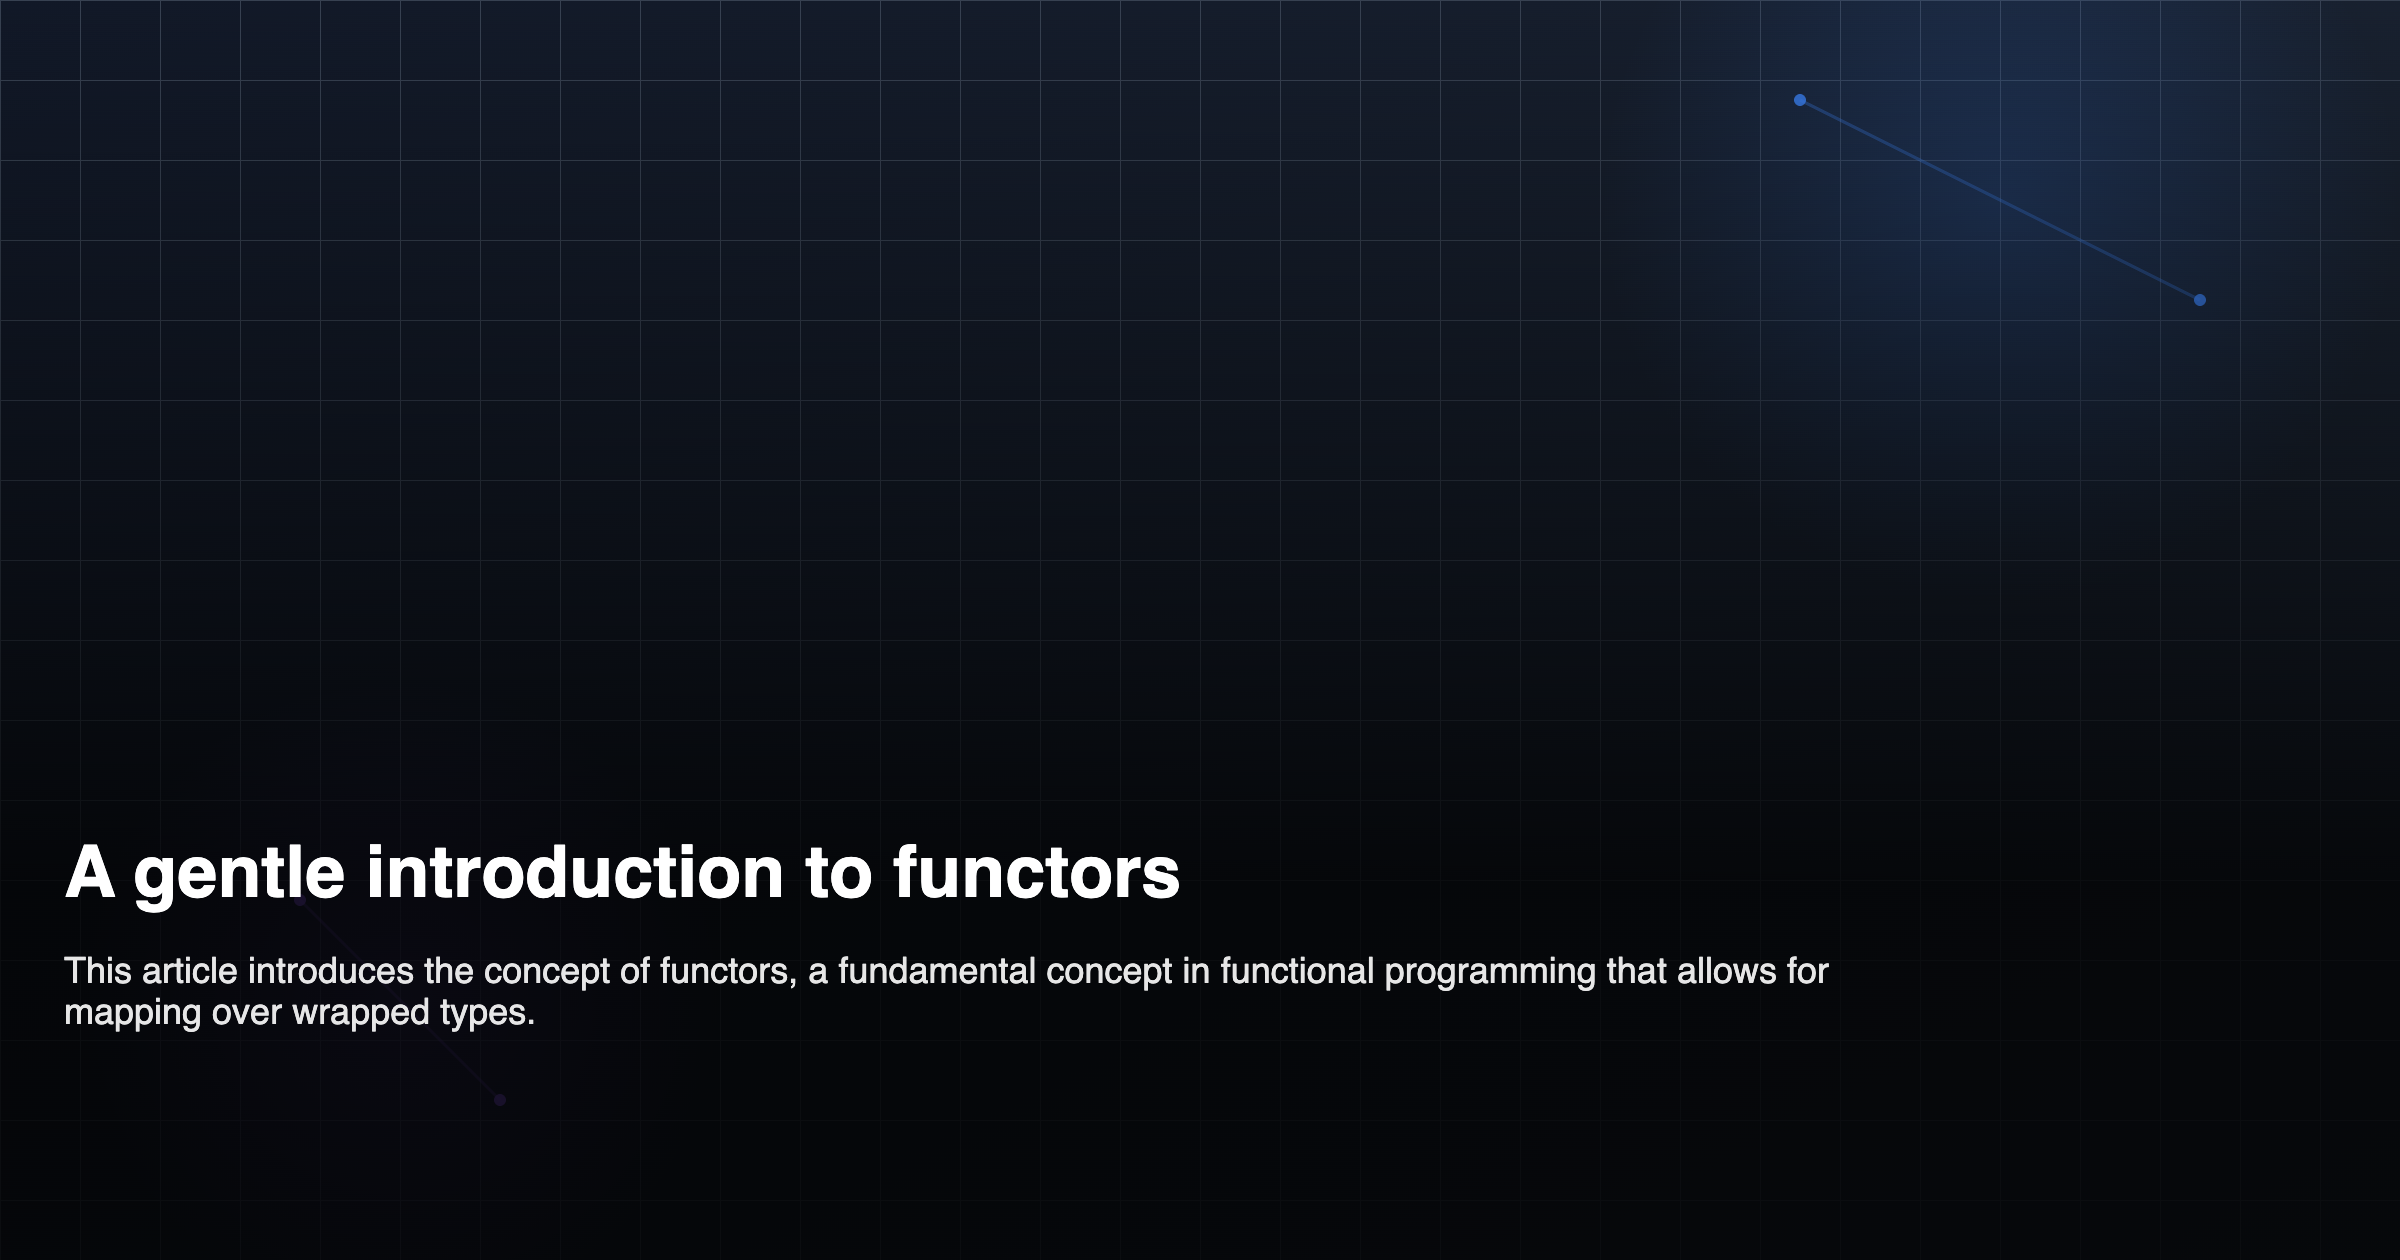 A gentle introduction to functors
This article introduces the concept of functors, a fundamental concept in functional programming that allows for
mapping over wrapped types.